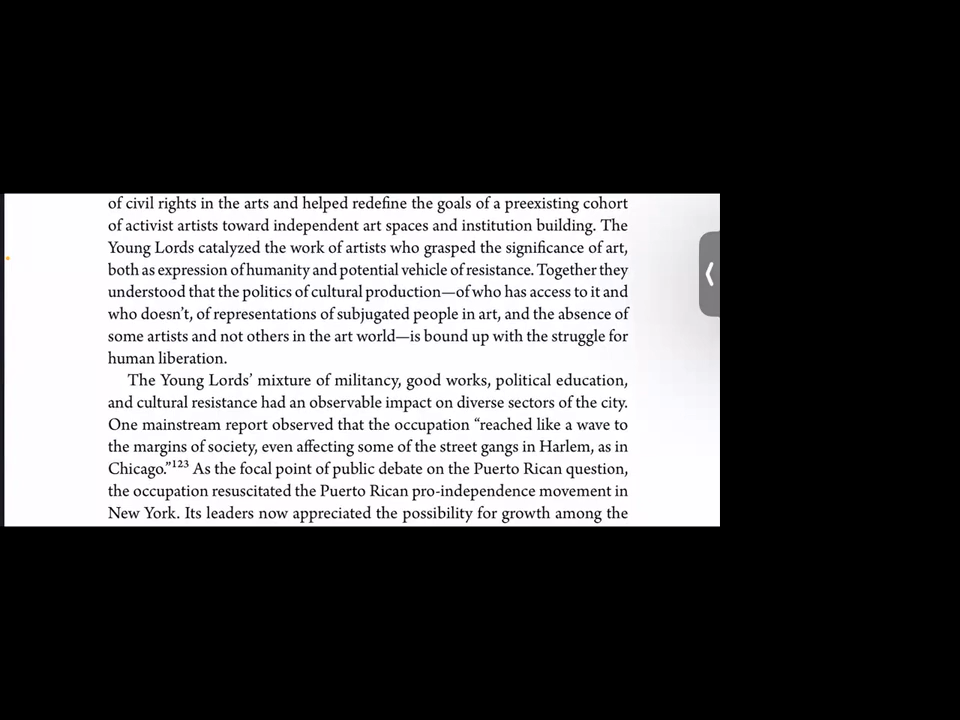 of civil rights in the arts and helped redefine the goals of a preexisting cohort
of activist artists toward independent art spaces and institution building. The
Young Lords catalyzed the work of artists who grasped the significance of art,
both as expression of humanity and potential vehicle of resistance. Together they
understood that the politics of cultural production—of who has access to it and
who doesn’t, of representations of subjugated people in art, and the absence of
some artists and not others in the art world—is bound up with the struggle for
human liberation.
The Young Lords’ mixture of militancy, good works, political education,
and cultural resistance had an observable impact on diverse sectors of the city.
One mainstream report observed that the occupation “reached like a wave to
the margins of society, even affecting some of the street gangs in Harlem, as in
Chicago.”¹²³ As the focal point of public debate on the Puerto Rican question,
the occupation resuscitated the Puerto Rican pro-independence movement in
New York. Its leaders now appreciated the possibility for growth among the